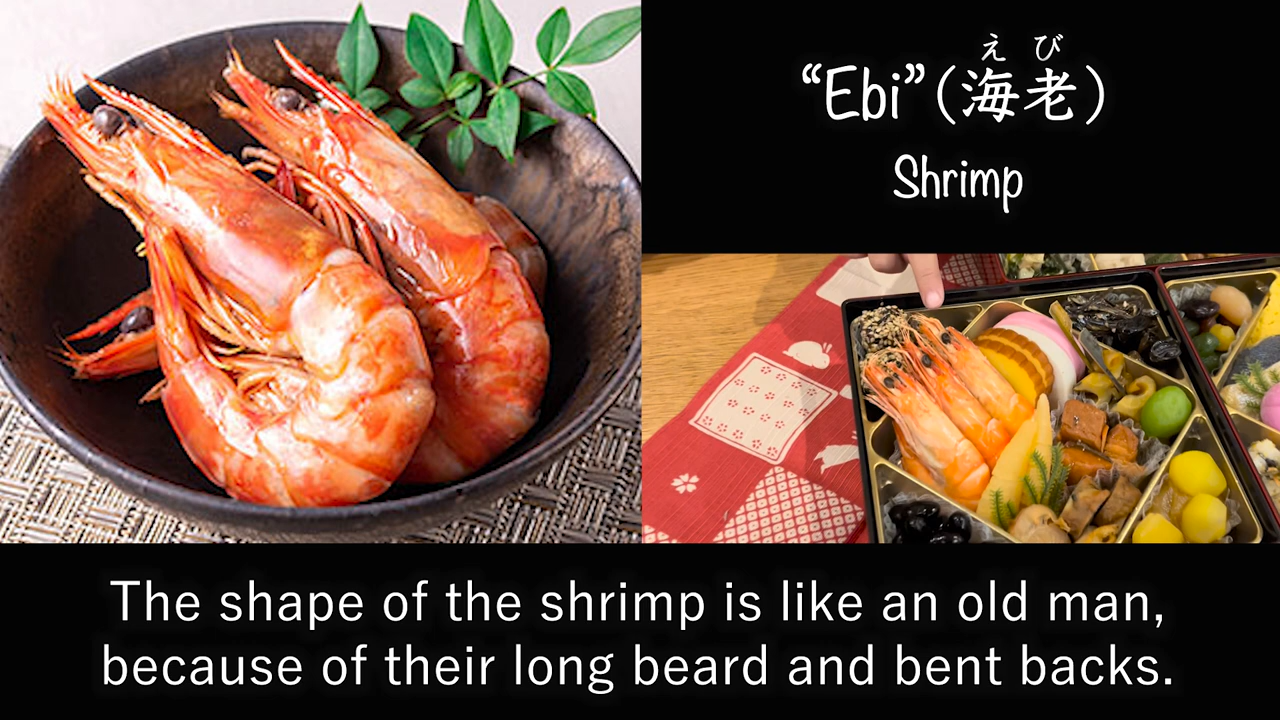 えび
“Ebi”(海老)
Shrimp
The shape of the shrimp is like an old man,
because of their long beard and bent backs.